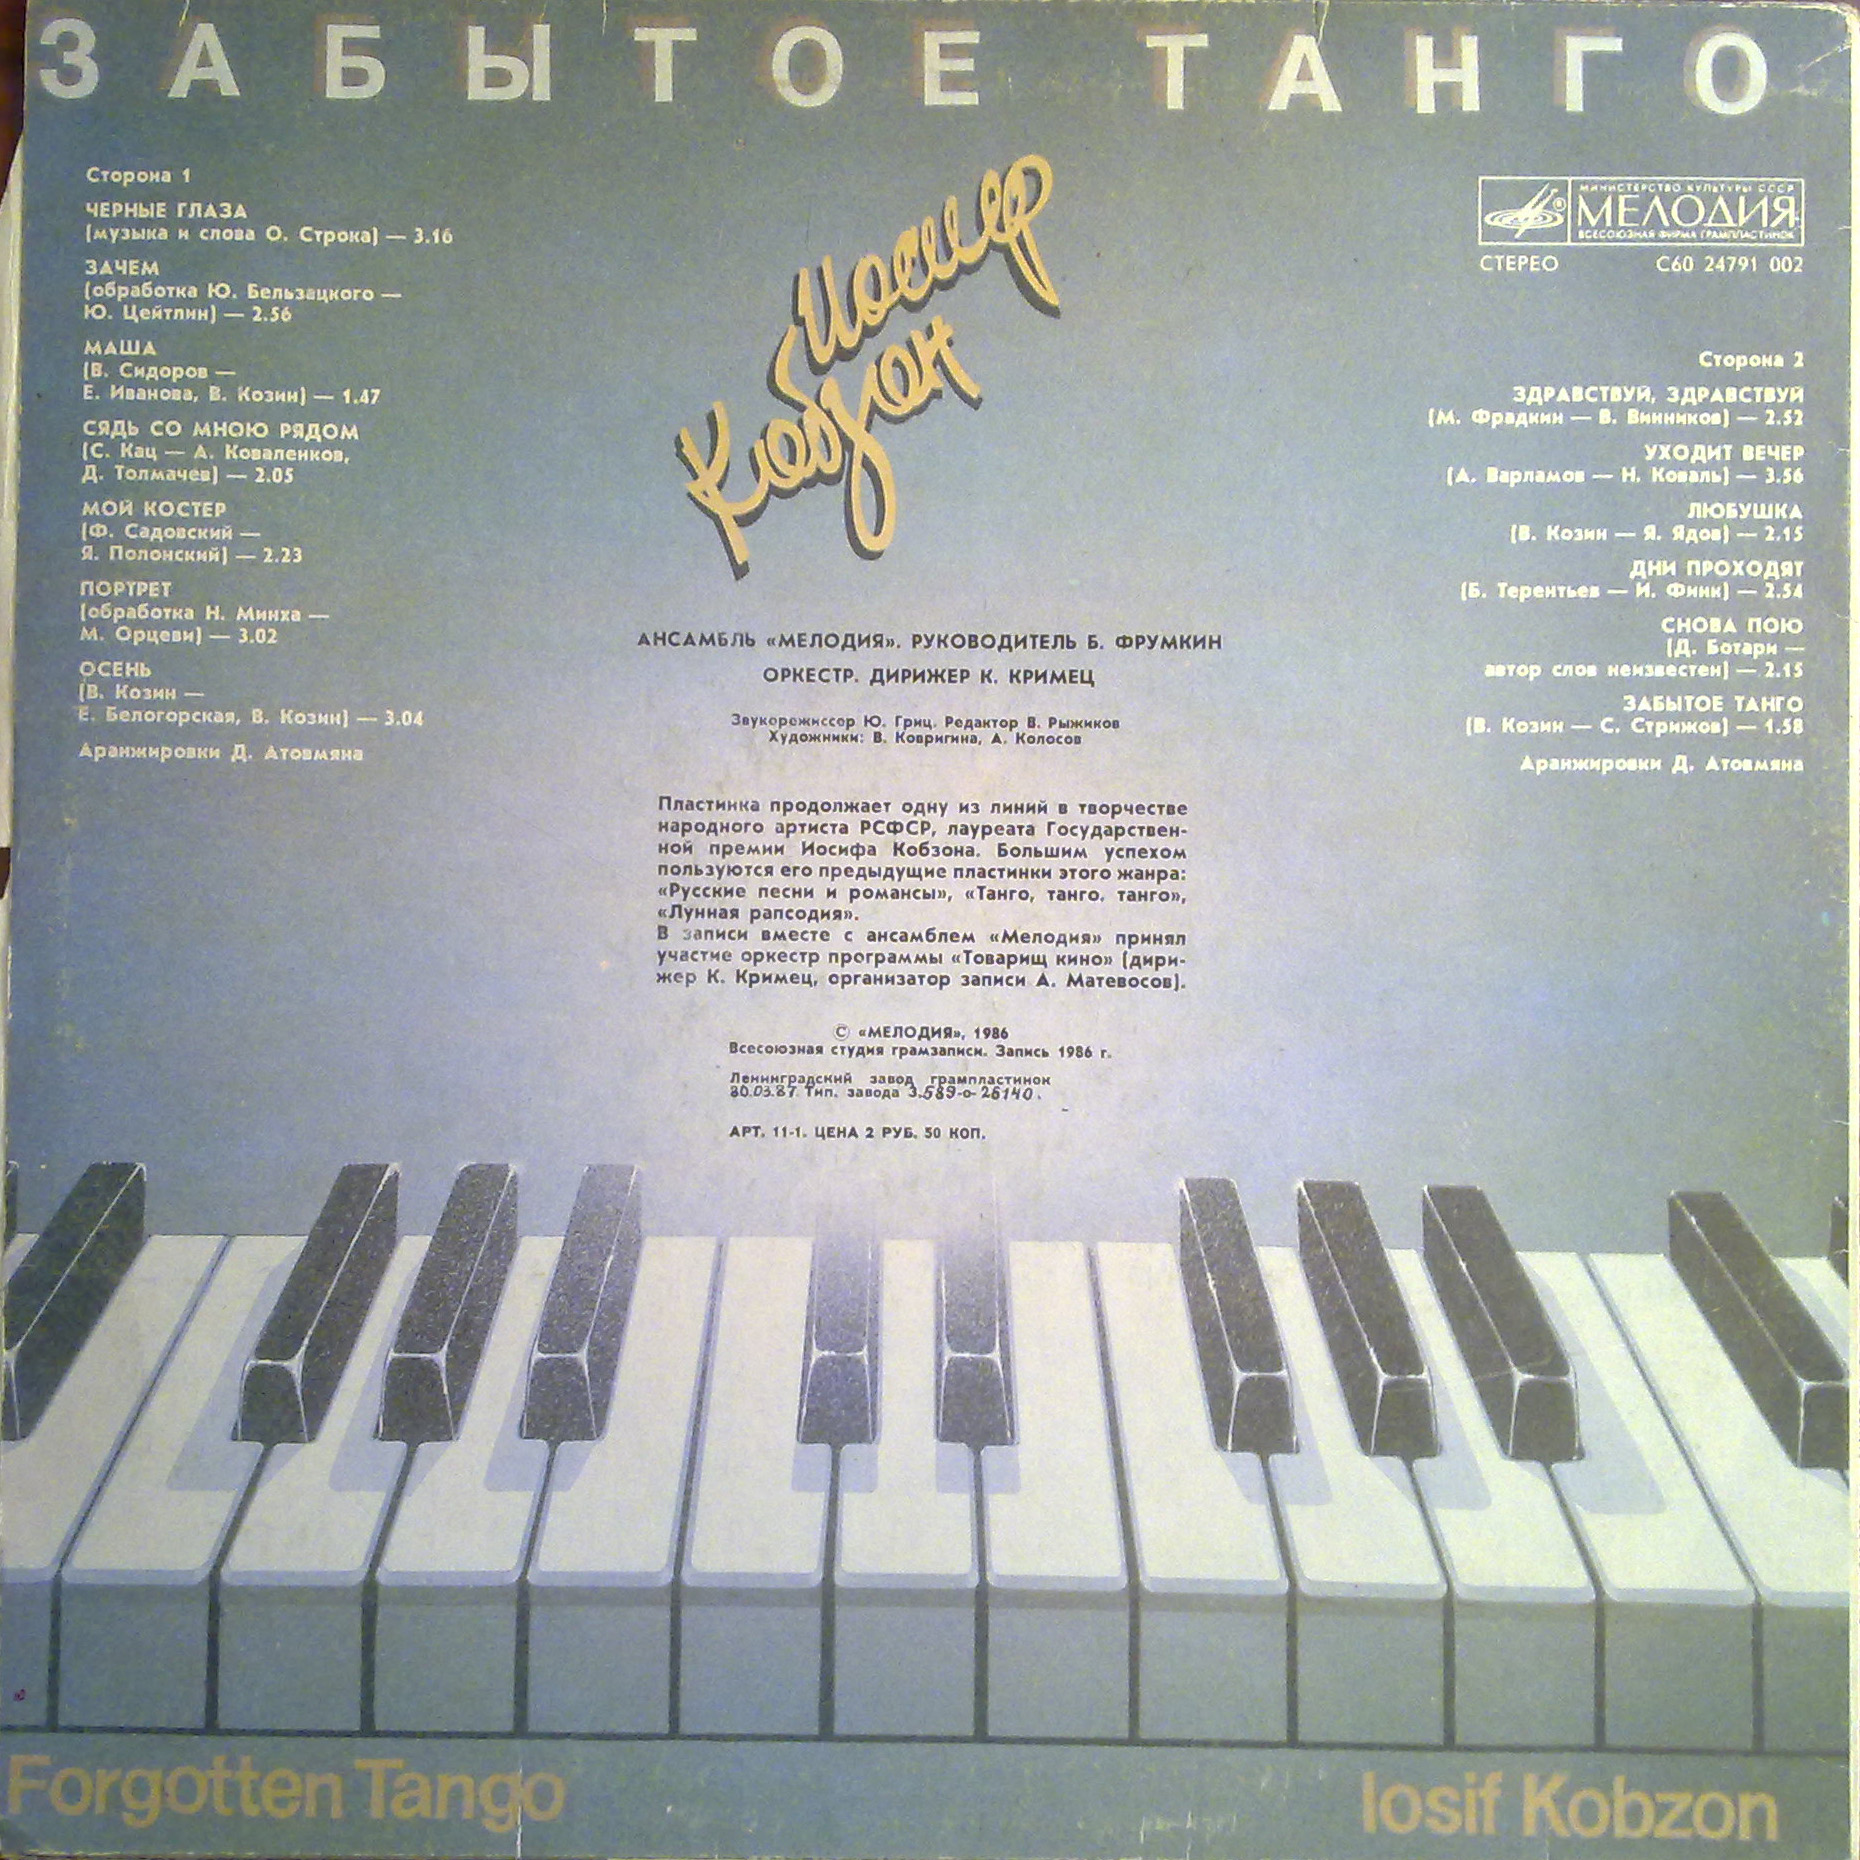 ЗАБЫТОЕ ТАНГО
Сторона 1
ЧЕРНЫЕ ГЛАЗА
(музыка и слова О. Строка) — 3.16
ЗАЧЕМ
(обработка Ю. Бельзацкого —
Ю. Цейтлин) — 2.56
МАША
(В. Сидоров —
Е. Иванова, В. Козин) — 1.47
СЯДЬ СО МНОЮ РЯДОМ
(С. Кац — А. Коваленков,
Д. Толмачев) — 2.05
МОЙ КОСТЕР
(Ф. Садовский —
Я. Полонский) — 2.23
ПОРТРЕТ
(обработка Н. Минха —
М. Орцеви) — 3.02
ОСЕНЬ
(В. Козин —
Е. Белогорская, В. Козин) — 3.04
Аранжировки Д. Атовмяна
Иосиф
Кобзон
АНСАМБЛЬ «МЕЛОДИЯ». РУКОВОДИТЕЛЬ Б. ФРУМКИН
ОРКЕСТР. ДИРИЖЕР К. КРИМЕЦ
Звукорежиссер Ю. Гриц. Редактор В. Рыжиков
Художники: В. Ковригина, А. Колосов
Пластинка продолжает одну из линий в творчестве
народного артиста РСФСР, лауреата Государствен-
ной премии Иосифа Кобзона. Большим успехом
пользуются его предыдущие пластинки этого жанра:
«Русские песни и романсы», «Танго, танго, танго»,
«Лунная рапсодия».
В записи вместе с ансамблем «Мелодия» принял
участие оркестр программы «Товарищ кино» (дири-
жер К. Кримец, организатор записи А. Матевосов).
© «МЕЛОДИЯ», 1986
Всесоюзная студия грамзаписи. Запись 1986 г.
Ленинградский завод грампластинок
30.03.87. Тип. завода З.589-о-26140.
АРТ. 11-1. ЦЕНА 2 РУБ. 50 КОП.
МИНИСТЕРСТВО КУЛЬТУРЫ СССР
МЕЛОДИЯ
ВСЕСОЮЗНАЯ ФИРМА ГРАМПЛАСТИНОК
СТЕРЕО С60 24791 002
Сторона 2
ЗДРАВСТВУЙ, ЗДРАВСТВУЙ
(М. Фрадкин — В. Винников) — 2.52
УХОДИТ ВЕЧЕР
(А. Варламов — Н. Коваль) — 3.56
ЛЮБУШКА
(В. Козин — Я. Ядов) — 2.15
ДНИ ПРОХОДЯТ
(Б. Терентьев — И. Финк) — 2.54
СНОВА ПОЮ
(Д. Ботари —
автор слов неизвестен) — 2.15
ЗАБЫТОЕ ТАНГО
(В. Козин — С. Стрижов) — 1.58
Аранжировки Д. Атовмяна
Forgotten Tango Iosif Kobzon